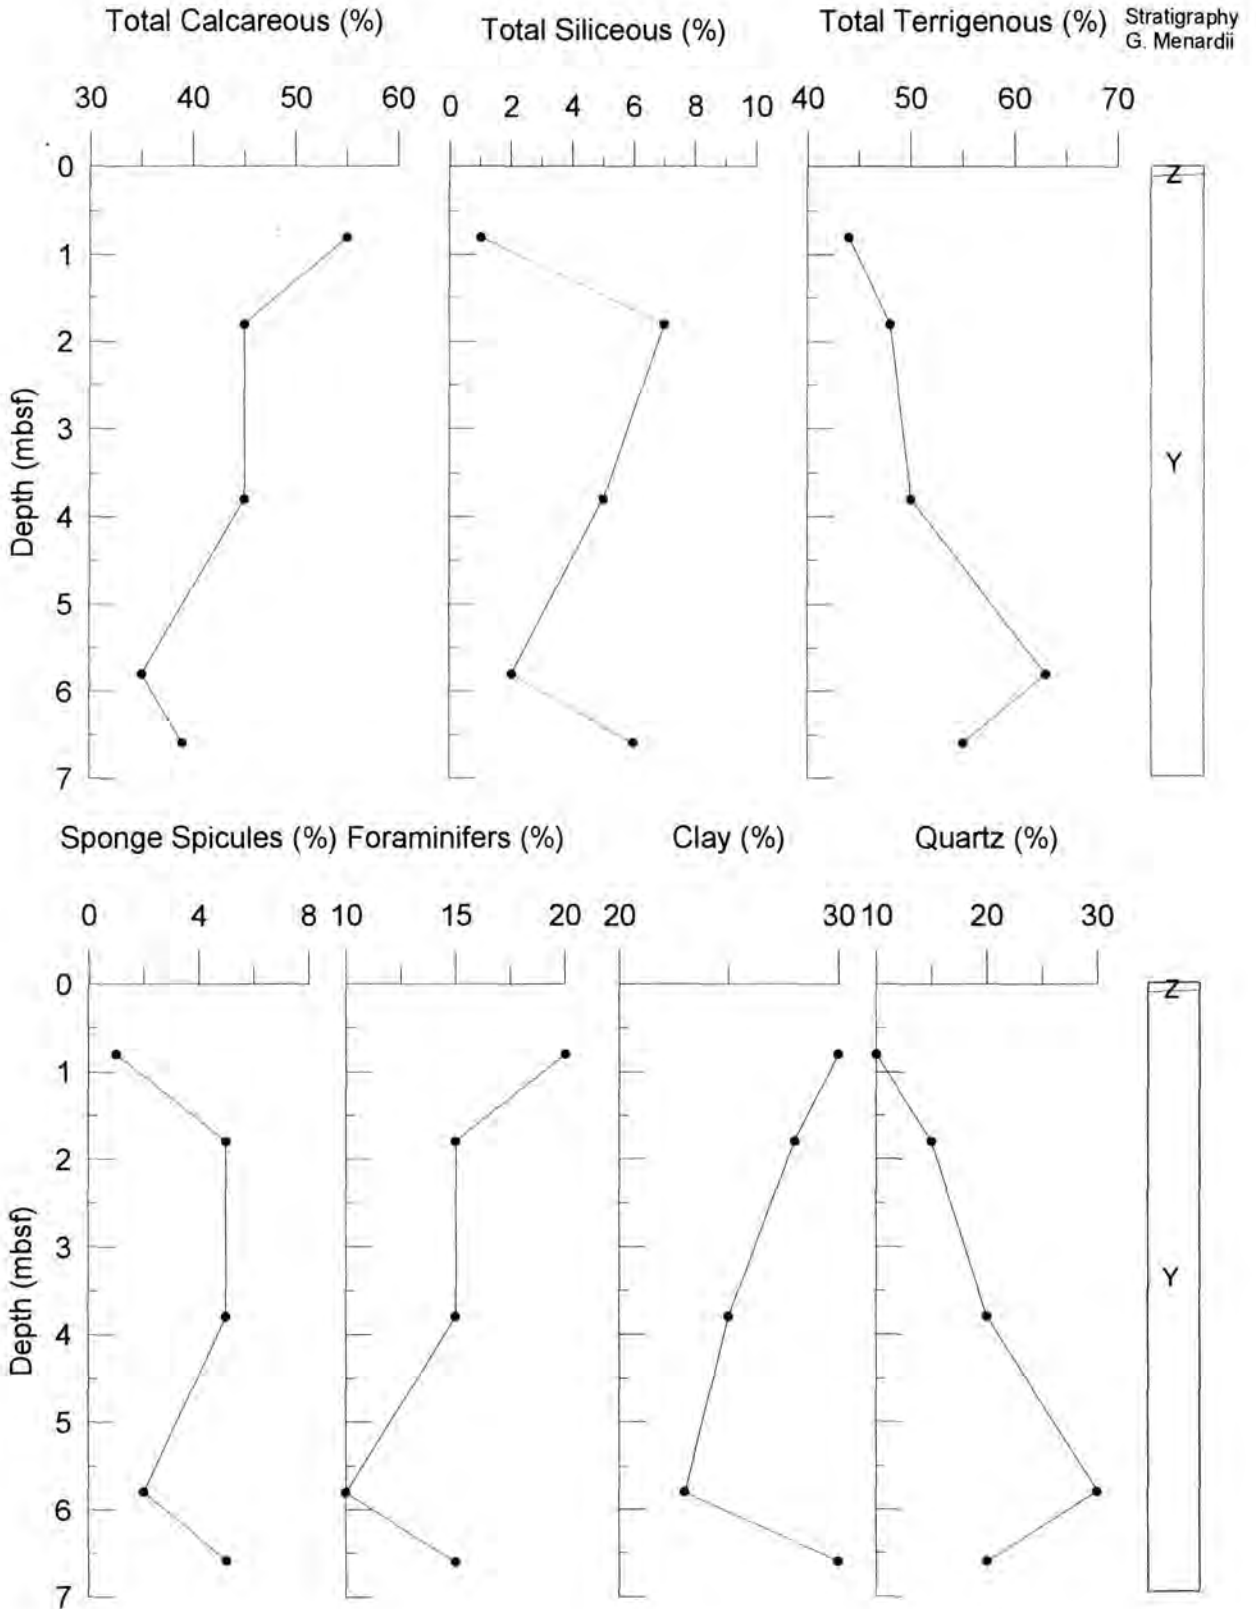 Total Calcareous (%) Total Siliceous (%) Total Terrigenous (%) Stratigraphy
G. Menardii
30 40 50 60 0 2 4 6 8 10 40 50 60 70
0
Z
1
2
3
Y
4
5
6
7
Depth (mbsf)
Sponge Spicules (%) Foraminifers (%) Clay (%) Quartz (%)
0 4 8 10 15 20 20 30 10 20 30
0
Z
1
2
3
Y
4
5
6
7
Depth (mbsf)